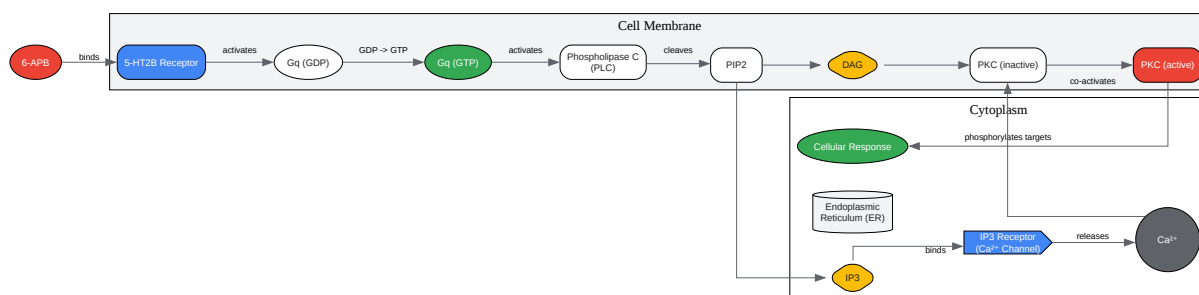 Cell Membrane
6-APB
binds
5-HT2B Receptor
activates
Gq (GDP)
GDP -> GTP
Gq (GTP)
activates
Phospholipase C
(PLC)
cleaves
PIP2
DAG
PKC (inactive)
co-activates
PKC (active)
Cytoplasm
phosphorylates targets
Cellular Response
Endoplasmic
Reticulum (ER)
IP3
binds
IP3 Receptor
(Ca²⁺ Channel)
releases
Ca²⁺